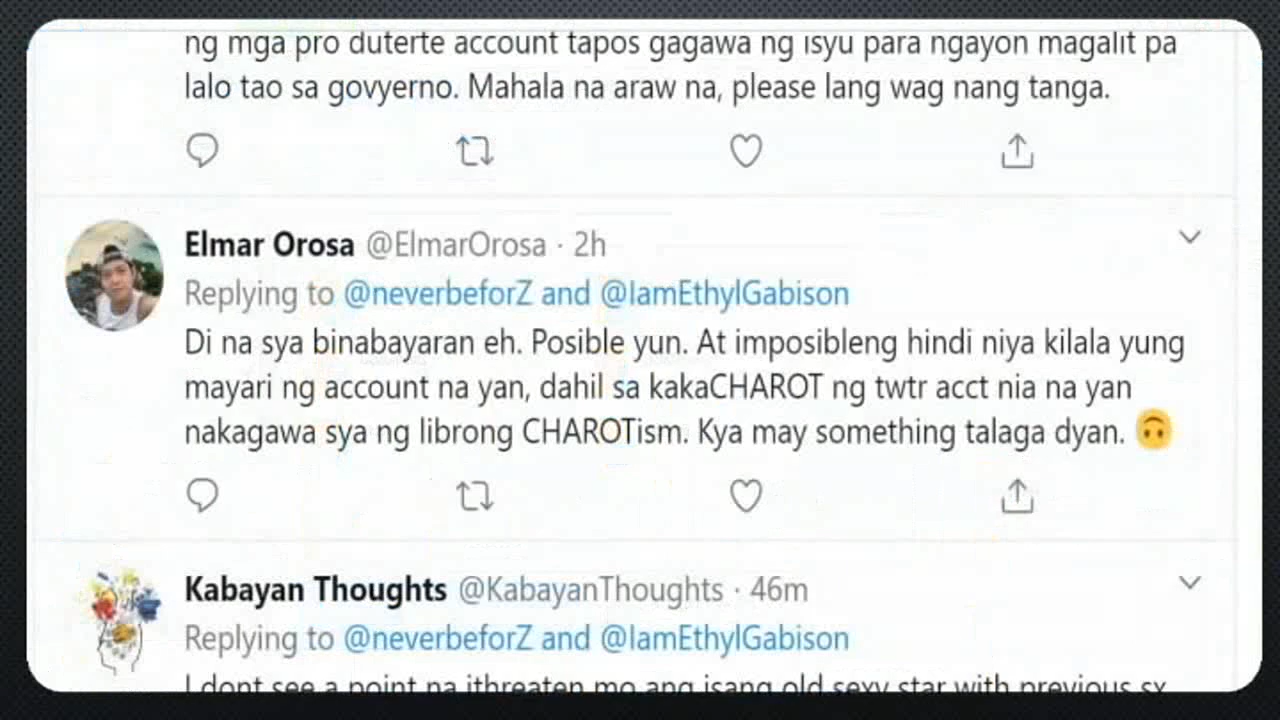 ng mga pro duterte account tapos gagawa ng isyu para ngayon magalit pa
lalo tao sa govyerno. Mahala na araw na, please lang wag nang tanga.
Elmar Orosa @ElmarOrosa · 2h
Replying to @neverbeforZ and @IamEthylGabison
Di na sya binabayaran eh. Posible yun. At imposibleng hindi niya kilala yung
mayari ng account na yan, dahil sa kakaCHAROT ng twtr acct nia na yan
nakagawa sya ng librong CHAROTism. Kya may something talaga dyan. 🙃
Kabayan Thoughts @KabayanThoughts · 46m
Replying to @neverbeforZ and @IamEthylGabison
I dont see a point na ithreaten mo ang isang old sexy star with previous sx